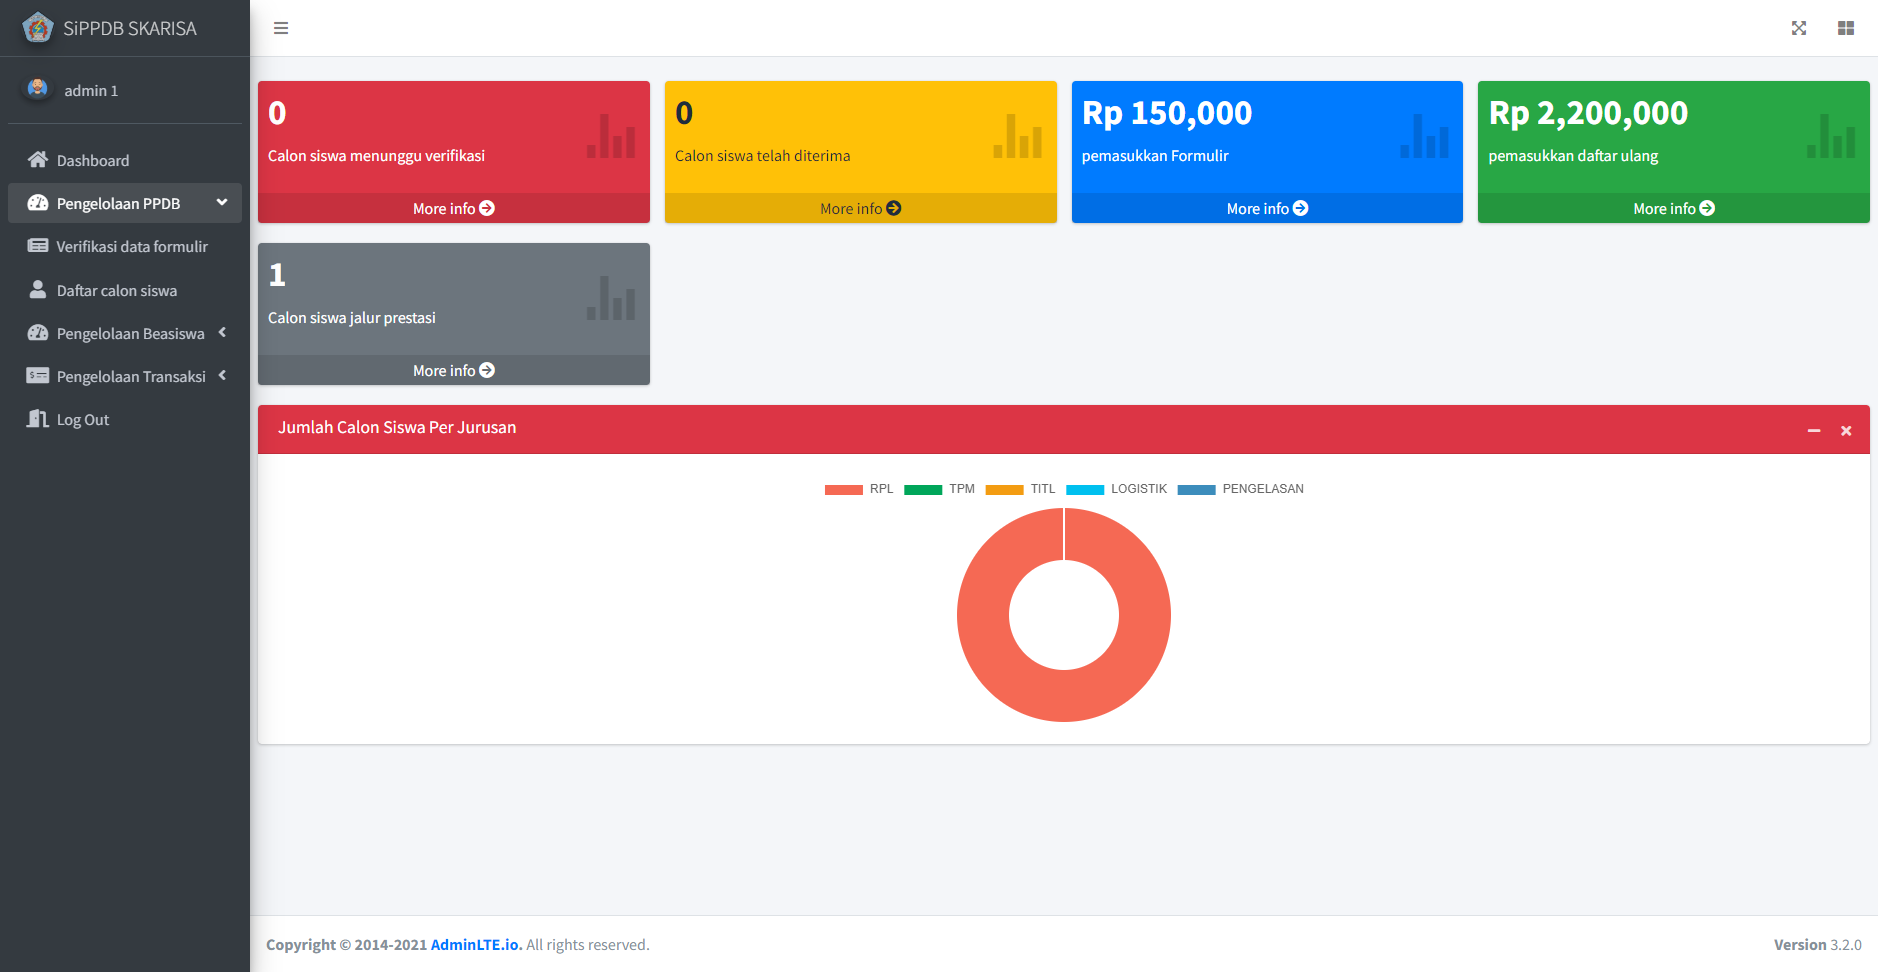 SiPPDB SKARISA
admin 1
Dashboard
Pengelolaan PPDB
Verifikasi data formulir
Daftar calon siswa
Pengelolaan Beasiswa
Pengelolaan Transaksi
Log Out
0
Calon siswa menunggu verifikasi
More info
0
Calon siswa telah diterima
More info
Rp 150,000
pemasukkan Formulir
More info
Rp 2,200,000
pemasukkan daftar ulang
More info
1
Calon siswa jalur prestasi
More info
Jumlah Calon Siswa Per Jurusan
RPL TPM TITL LOGISTIK PENGELASAN
Copyright © 2014-2021 AdminLTE.io. All rights reserved.
Version 3.2.0